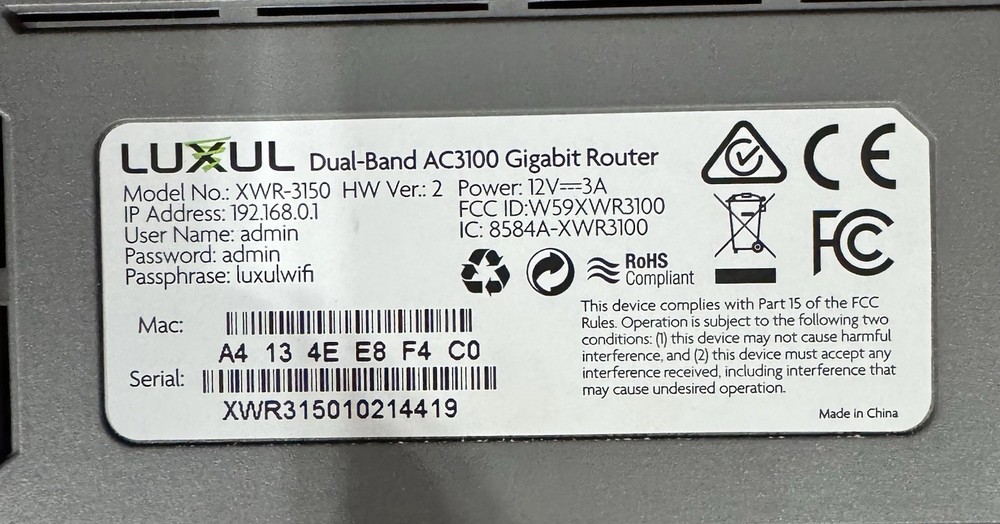 LUXUL Dual-Band AC3100 Gigabit Router
Model No.: XWR-3150 HW Ver.: 2 Power: 12V⎓3A
IP Address: 192.168.0.1 FCC ID:W59XWR3100
User Name: admin IC: 8584A-XWR3100
Password: admin
Passphrase: luxulwifi
RoHS
Compliant
CE
FC
Mac:
A4 13 4E E8 F4 C0
Serial:
XWR315010214419
This device complies with Part 15 of the FCC
Rules. Operation is subject to the following two
conditions: (1) this device may not cause harmful
interference, and (2) this device must accept any
interference received, including interference that
may cause undesired operation.
Made in China